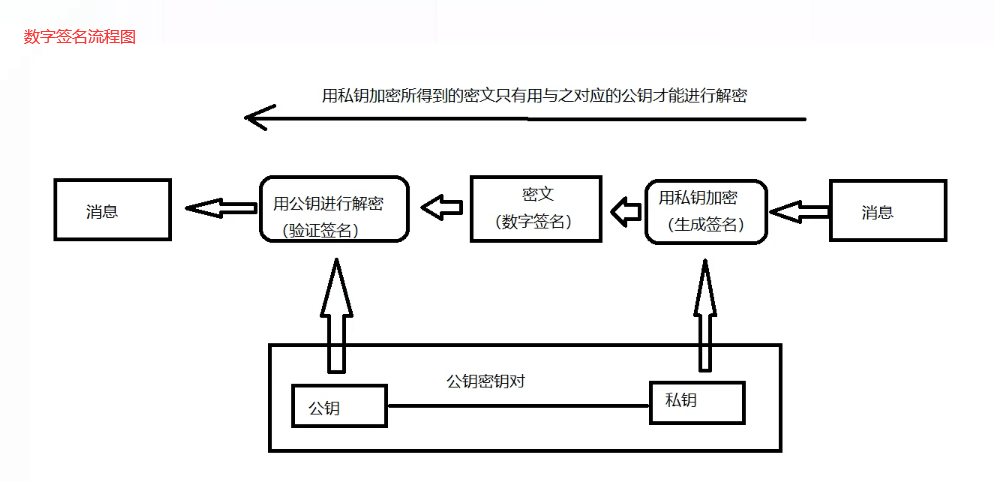 数字签名流程图
用私钥加密所得到的密文只有用与之对应的公钥才能进行解密
消息
用公钥进行解密
（验证签名）
密文
（数字签名）
用私钥加密
（生成签名）
消息
公钥密钥对
公钥
私钥